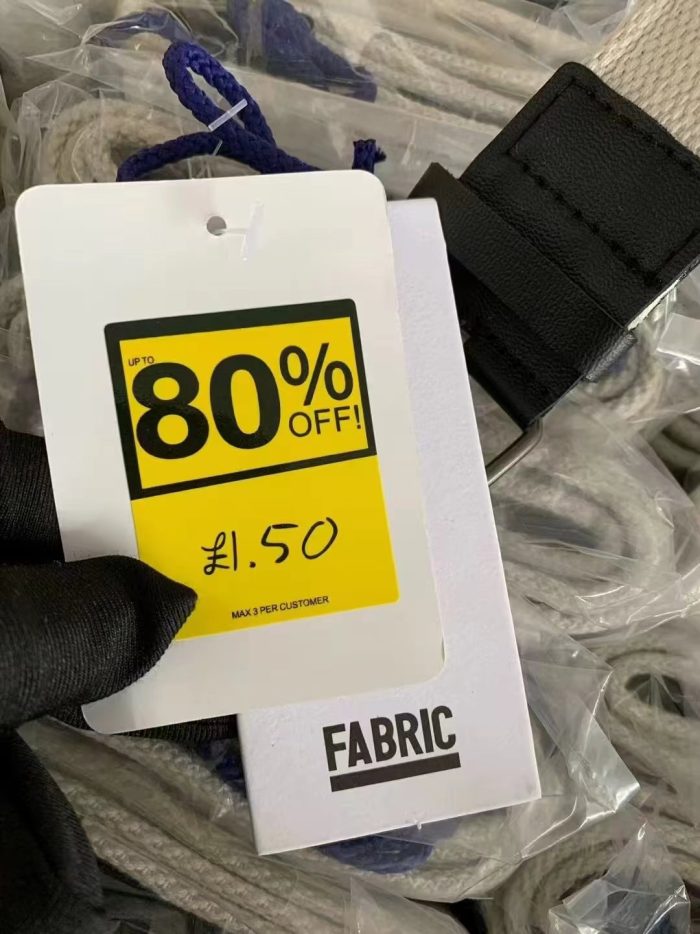 UP TO
80%
OFF!
£1.50
MAX 3 PER CUSTOMER
FABRIC